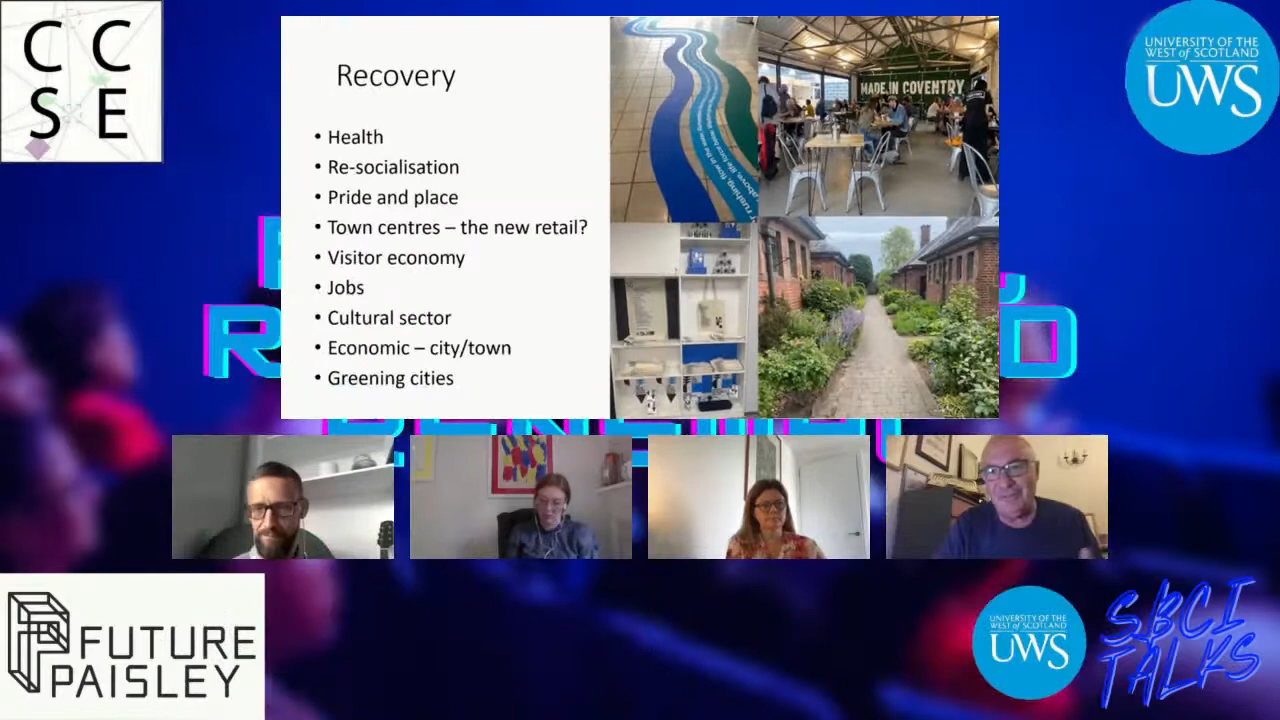 C C
S E
Recovery
• Health
• Re-socialisation
• Pride and place
• Town centres – the new retail?
• Visitor economy
• Jobs
• Cultural sector
• Economic – city/town
• Greening cities
MADE IN COVENTRY
UNIVERSITY OF THE
WEST of SCOTLAND
UWS
FUTURE
PAISLEY
UNIVERSITY OF THE
WEST of SCOTLAND
UWS
SBCI
TALKS